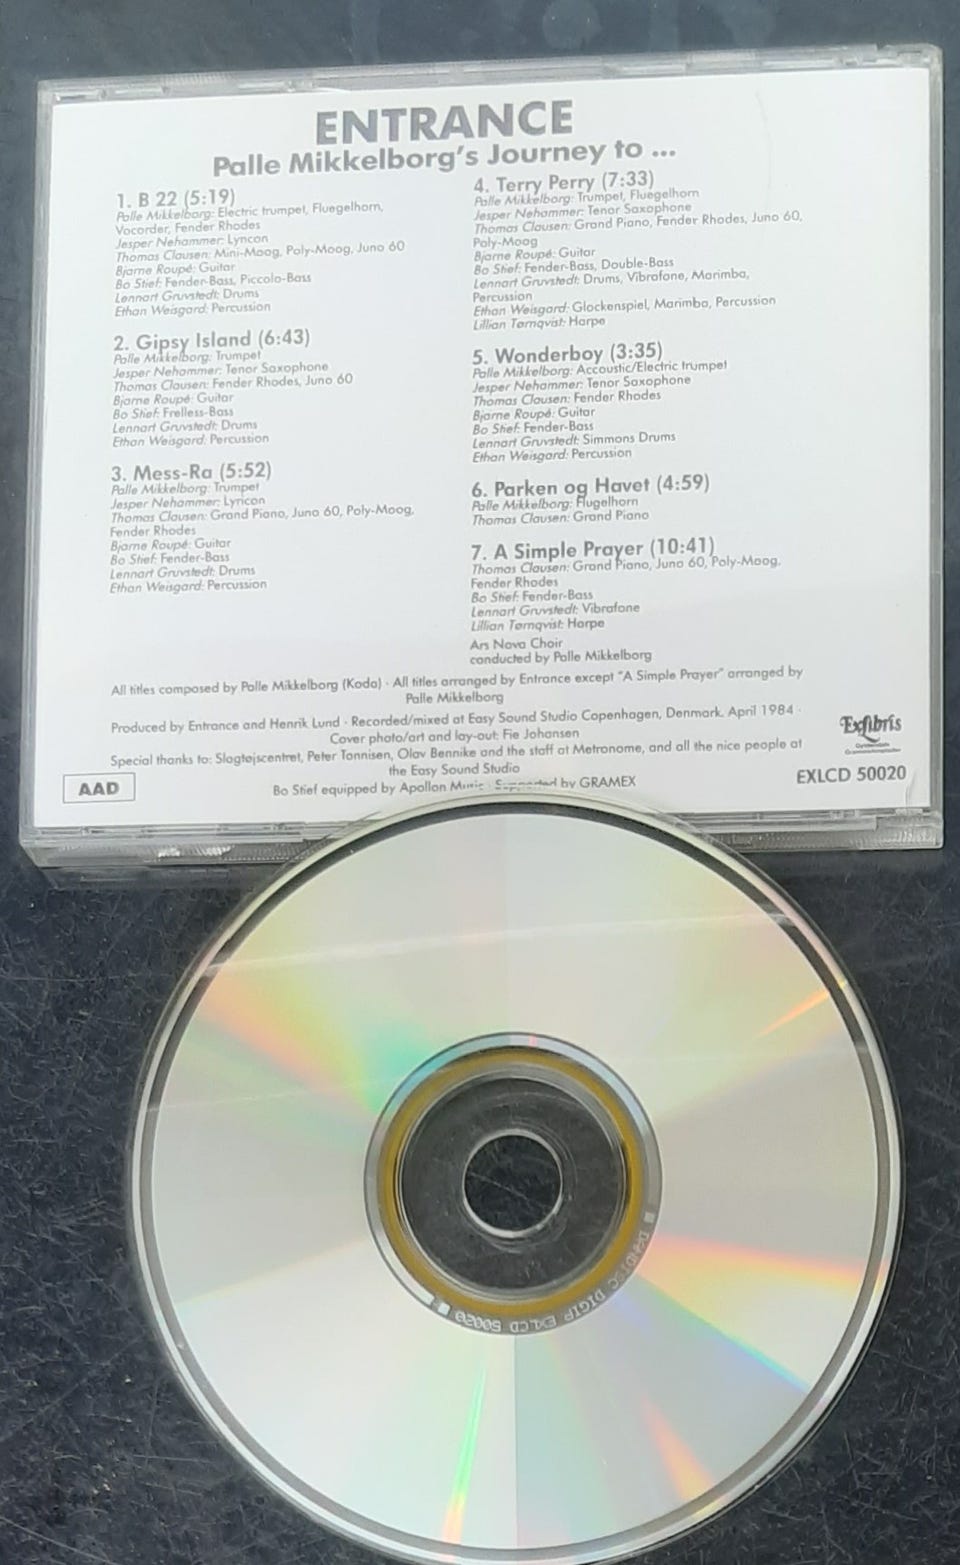 ENTRANCE
Palle Mikkelborg's Journey to ...
1. B 22 (5:19)
Palle Mikkelborg: Electric trumpet, Fluegelhorn,
Vocorder, Fender Rhodes
Jesper Nehammer: Lyncon
Thomas Clausen: Mini-Moog, Poly-Moog, Juno 60
Bjarne Roupé: Guitar
Bo Stief: Fender-Bass, Piccolo-Bass
Lennart Gruvstedt: Drums
Ethan Weisgard: Percussion
2. Gipsy Island (6:43)
Palle Mikkelborg: Trumpet
Jesper Nehammer: Tenor Saxophone
Thomas Clausen: Fender Rhodes, Juno 60
Bjarne Roupé: Guitar
Bo Stief: Frelless-Bass
Lennart Gruvstedt: Drums
Ethan Weisgard: Percussion
3. Mess-Ra (5:52)
Palle Mikkelborg: Trumpet
Jesper Nehammer: Lyricon
Thomas Clausen: Grand Piano, Juno 60, Poly-Moog,
Fender Rhodes
Bjarne Roupé: Guitar
Bo Stief: Fender-Bass
Lennart Gruvstedt: Drums
Ethan Weisgard: Percussion
4. Terry Perry (7:33)
Palle Mikkelborg: Trumpet, Fluegelhorn
Jesper Nehammer: Tenor Saxophone
Thomas Clausen: Grand Piano, Fender Rhodes, Juno 60,
Poly-Moog
Bjarne Roupé: Guitar
Bo Stief: Fender-Bass, Double-Bass
Lennart Gruvstedt: Drums, Vibrafone, Marimba,
Percussion
Ethan Weisgard: Glockenspiel, Marimba, Percussion
Lillian Tørnqvist: Harpe
5. Wonderboy (3:35)
Palle Mikkelborg: Accoustic/Electric trumpet
Jesper Nehammer: Tenor Saxophone
Thomas Clausen: Fender Rhodes
Bjarne Roupé: Guitar
Bo Stief: Fender-Bass
Lennart Gruvstedt: Simmons Drums
Ethan Weisgard: Percussion
6. Parken og Havet (4:59)
Palle Mikkelborg: Flugelhorn
Thomas Clausen: Grand Piano
7. A Simple Prayer (10:41)
Thomas Clausen: Grand Piano, Juno 60, Poly-Moog,
Fender Rhodes
Bo Stief: Fender-Bass
Lennart Gruvstedt: Vibrafone
Lillian Tørnqvist: Harpe
Ars Nova Choir
conducted by Palle Mikkelborg
All titles composed by Palle Mikkelborg (Koda) · All titles arranged by Entrance except "A Simple Prayer" arranged by
Palle Mikkelborg
Produced by Entrance and Henrik Lund · Recorded/mixed at Easy Sound Studio Copenhagen, Denmark. April 1984 ·
Cover photo/art and lay-out: Fie Johansen
Special thanks to: Slagtøjscentret, Peter Tannisen, Olav Bennike and the staff at Metronome, and all the nice people at
the Easy Sound Studio
Bo Stief equipped by Apollon Music · Supported by GRAMEX
AAD
Exlibris
EXLCD 50020
DANDISC DIGIP EXLCD 50020